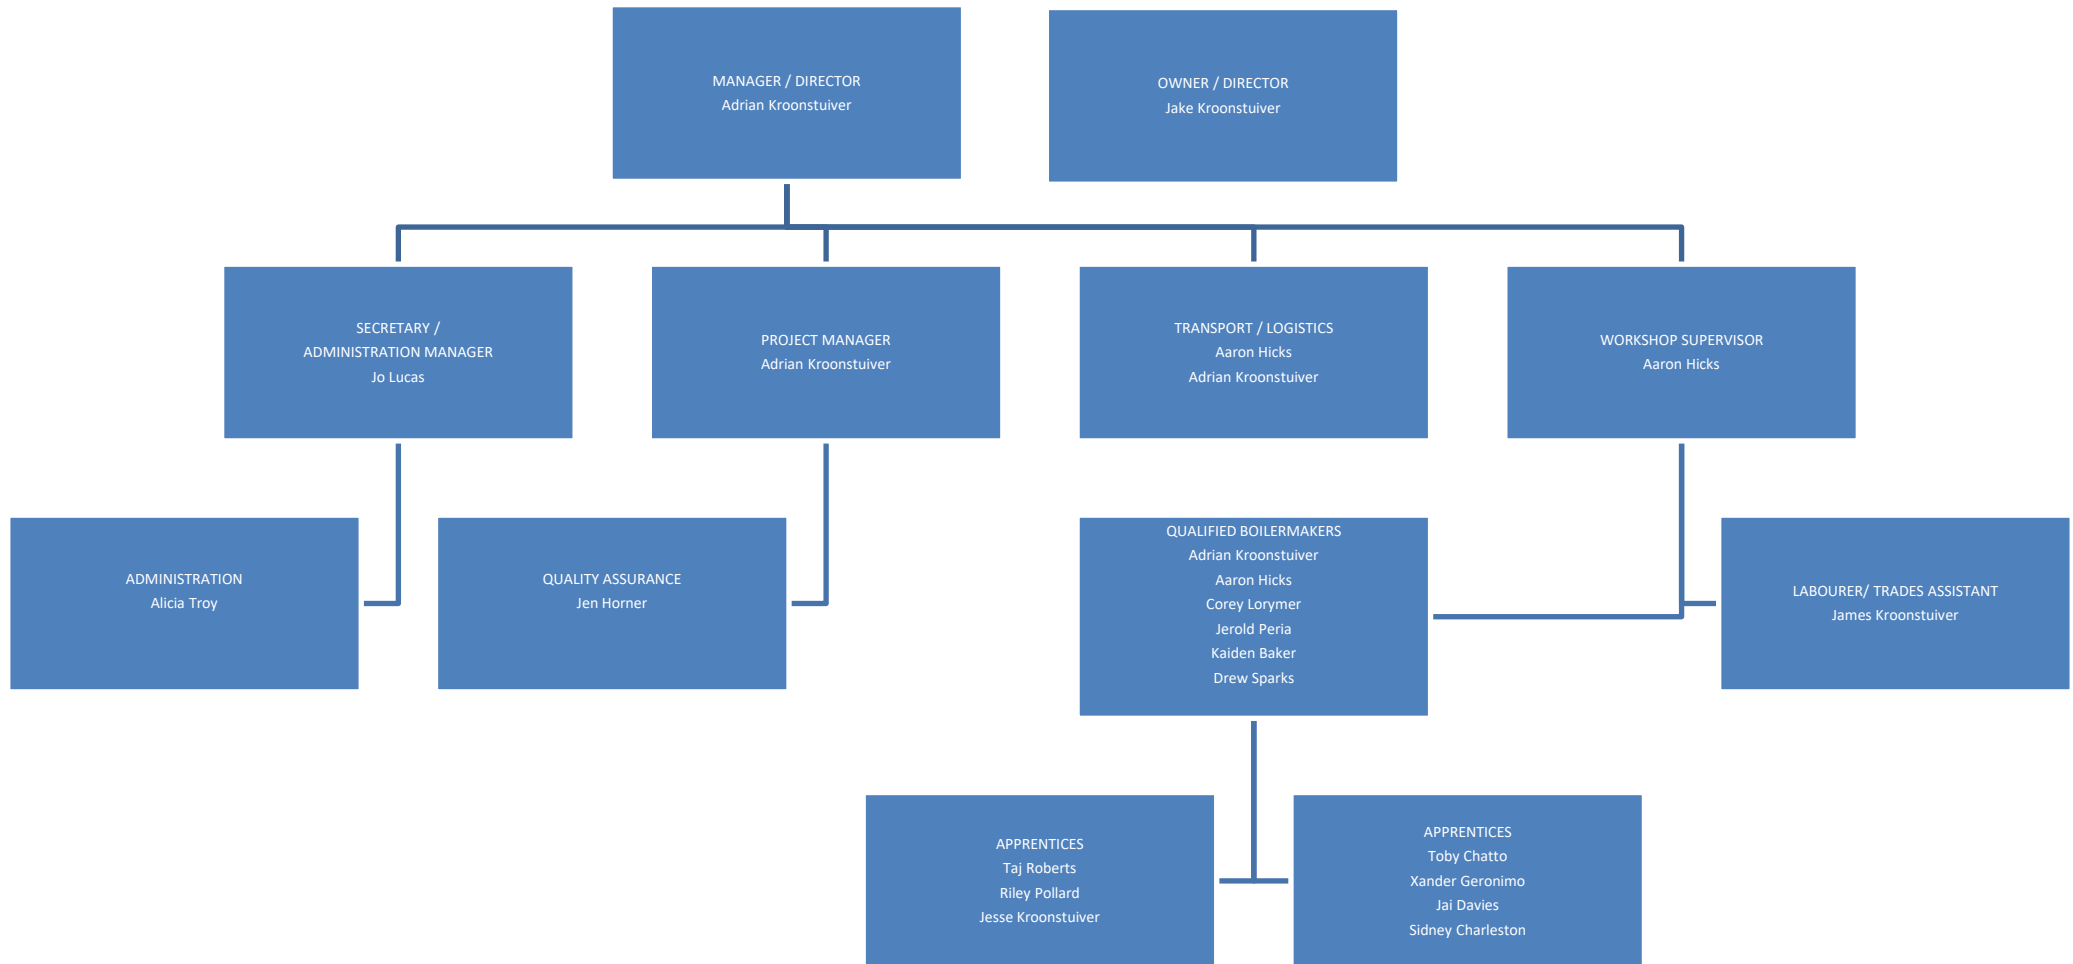 MANAGER / DIRECTOR
Adrian Kroonstuiver
OWNER / DIRECTOR
Jake Kroonstuiver
SECRETARY /
ADMINISTRATION MANAGER
Jo Lucas
PROJECT MANAGER
Adrian Kroonstuiver
TRANSPORT / LOGISTICS
Aaron Hicks
Adrian Kroonstuiver
WORKSHOP SUPERVISOR
Aaron Hicks
ADMINISTRATION
Alicia Troy
QUALITY ASSURANCE
Jen Horner
QUALIFIED BOILERMAKERS
Adrian Kroonstuiver
Aaron Hicks
Corey Lorymer
Jerold Peria
Kaiden Baker
Drew Sparks
LABOURER/ TRADES ASSISTANT
James Kroonstuiver
APPRENTICES
Taj Roberts
Riley Pollard
Jesse Kroonstuiver
APPRENTICES
Toby Chatto
Xander Geronimo
Jai Davies
Sidney Charleston